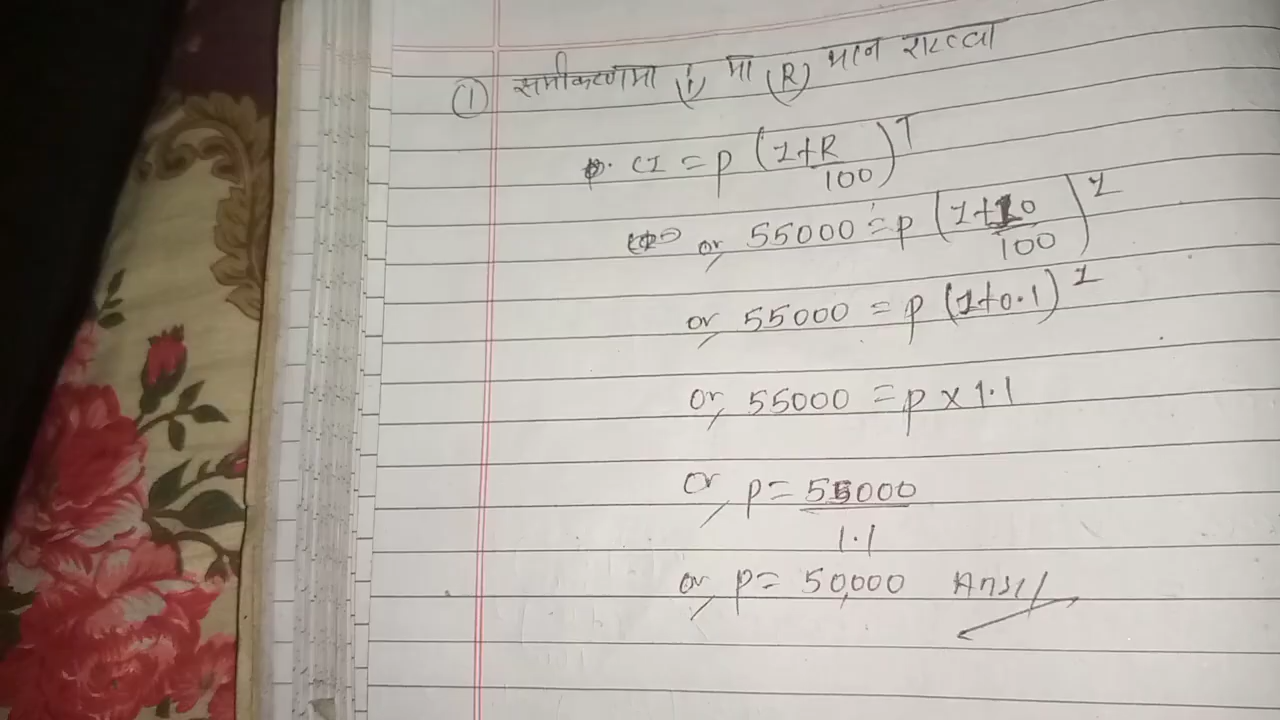 ① समीकरणमा (i) मा (R) मान राख्दा
CI = p (1+R/100)^T
or, 55000 = p (1+10/100)^1
or, 55000 = p (1+0.1)^1
or, 55000 = p x 1.1
or, p = 55000/1.1
or, p = 50,000 Ans//